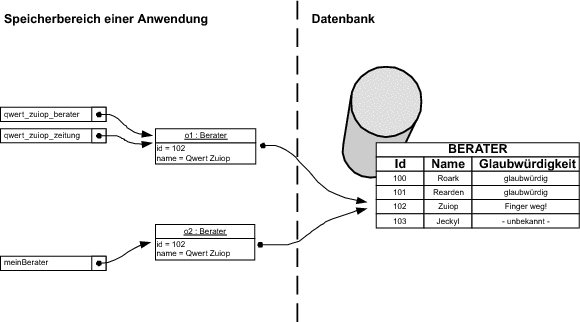 Speicherbereich einer Anwendung
Datenbank
qwert_zuiop_berater
qwert_zuiop_zeitung
o1 : Berater
id = 102
name = Qwert Zuiop
BERATER
Id Name Glaubwürdigkeit
100 Roark glaubwürdig
101 Rearden glaubwürdig
102 Zuiop Finger weg!
103 Jeckyl - unbekannt -
o2 : Berater
id = 102
name = Qwert Zuiop
meinBerater